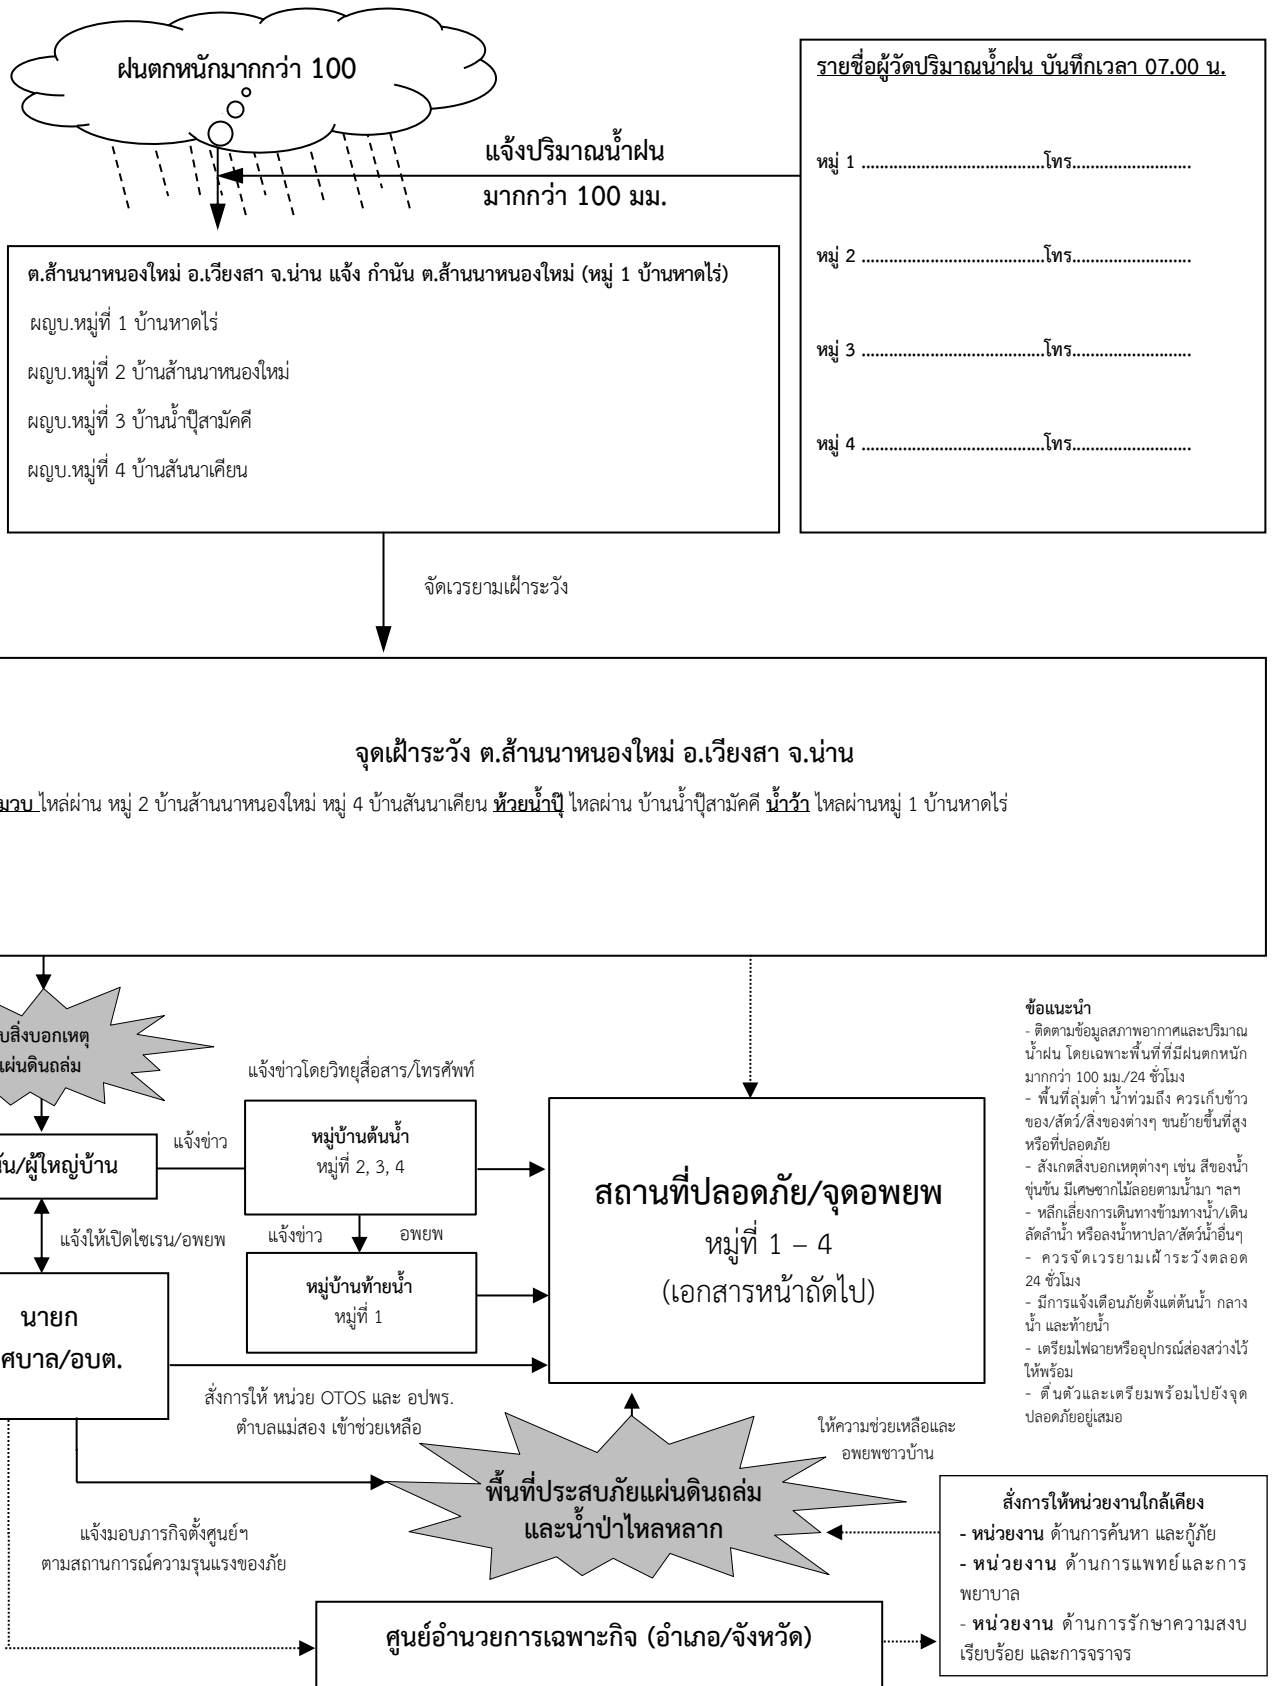 ฝนตกหนักมากกว่า 100
รายชื่อผู้วัดปริมาณน้ำฝน บันทึกเวลา 07.00 น.
หมู่ 1 ..........................................โทร...........................
หมู่ 2 ..........................................โทร...........................
หมู่ 3 ..........................................โทร...........................
หมู่ 4 ..........................................โทร...........................
แจ้งปริมาณน้ำฝน
มากกว่า 100 มม.
ต.ส้านนาหนองใหม่ อ.เวียงสา จ.น่าน แจ้ง กำนัน ต.ส้านนาหนองใหม่ (หมู่ 1 บ้านหาดไร่)
ผญบ.หมู่ที่ 1 บ้านหาดไร่
ผญบ.หมู่ที่ 2 บ้านส้านนาหนองใหม่
ผญบ.หมู่ที่ 3 บ้านน้ำปุ๊สามัคคี
ผญบ.หมู่ที่ 4 บ้านสันนาเคียน
จัดเวรยามเฝ้าระวัง
จุดเฝ้าระวัง ต.ส้านนาหนองใหม่ อ.เวียงสา จ.น่าน
มวบ ไหล่ผ่าน หมู่ 2 บ้านส้านนาหนองใหม่ หมู่ 4 บ้านสันนาเคียน ห้วยน้ำปุ๊ ไหลผ่าน บ้านน้ำปุ๊สามัคคี น้ำว้า ไหลผ่านหมู่ 1 บ้านหาดไร่
บสิ่งบอกเหตุ
แผ่นดินถล่ม
แจ้งข่าวโดยวิทยุสื่อสาร/โทรศัพท์
นัน/ผู้ใหญ่บ้าน
แจ้งข่าว
หมู่บ้านต้นน้ำ
หมู่ที่ 2, 3, 4
แจ้งให้เปิดไซเรน/อพยพ
แจ้งข่าว
อพยพ
หมู่บ้านท้ายน้ำ
หมู่ที่ 1
นายก
ศบาล/อบต.
สถานที่ปลอดภัย/จุดอพยพ
หมู่ที่ 1 – 4
(เอกสารหน้าถัดไป)
ข้อแนะนำ
- ติดตามข้อมูลสภาพอากาศและปริมาณ
น้ำฝน โดยเฉพาะพื้นที่ที่มีฝนตกหนัก
มากกว่า 100 มม./24 ชั่วโมง
- พื้นที่ลุ่มต่ำ น้ำท่วมถึง ควรเก็บข้าว
ของ/สัตว์/สิ่งของต่างๆ ขนย้ายขึ้นที่สูง
หรือที่ปลอดภัย
- สังเกตสิ่งบอกเหตุต่างๆ เช่น สีของน้ำ
ขุ่นข้น มีเศษซากไม้ลอยตามน้ำมา ฯลฯ
- หลีกเลี่ยงการเดินทางข้ามทางน้ำ/เดิน
ลัดลำน้ำ หรือลงน้ำหาปลา/สัตว์น้ำอื่นๆ
- ควรจัดเวรยามเฝ้าระวังตลอด
24 ชั่วโมง
- มีการแจ้งเตือนภัยตั้งแต่ต้นน้ำ กลาง
น้ำ และท้ายน้ำ
- เตรียมไฟฉายหรืออุปกรณ์ส่องสว่างไว้
ให้พร้อม
- ตื่นตัวและเตรียมพร้อมไปยังจุด
ปลอดภัยอยู่เสมอ
สั่งการให้ หน่วย OTOS และ อปพร.
ตำบลแม่สอง เข้าช่วยเหลือ
ให้ความช่วยเหลือและ
อพยพชาวบ้าน
พื้นที่ประสบภัยแผ่นดินถล่ม
และน้ำป่าไหลหลาก
แจ้งมอบภารกิจตั้งศูนย์ฯ
ตามสถานการณ์ความรุนแรงของภัย
สั่งการให้หน่วยงานใกล้เคียง
- หน่วยงาน ด้านการค้นหา และกู้ภัย
- หน่วยงาน ด้านการแพทย์และการ
พยาบาล
- หน่วยงาน ด้านการรักษาความสงบ
เรียบร้อย และการจราจร
ศูนย์อำนวยการเฉพาะกิจ (อำเภอ/จังหวัด)